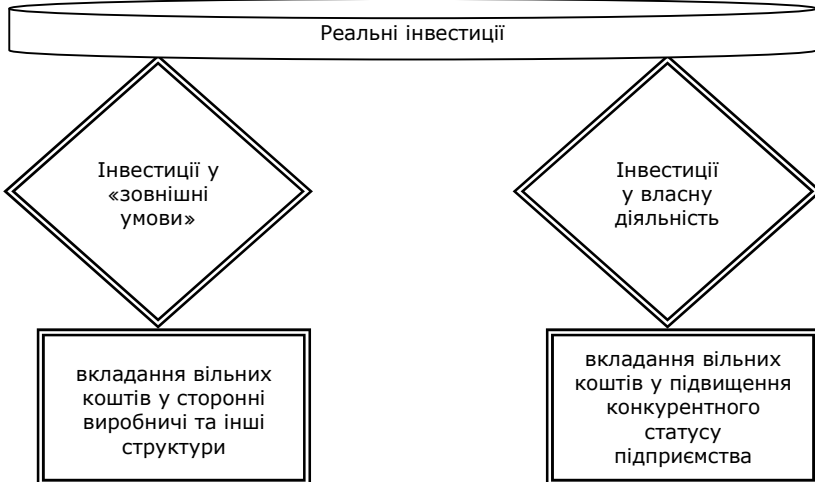 Реальні інвестиції
Інвестиції у
«зовнішні
умови»
Інвестиції
у власну
діяльність
вкладання вільних
коштів у сторонні
виробничі та інші
структури
вкладання вільних
коштів у підвищення
конкурентного
статусу
підприємства